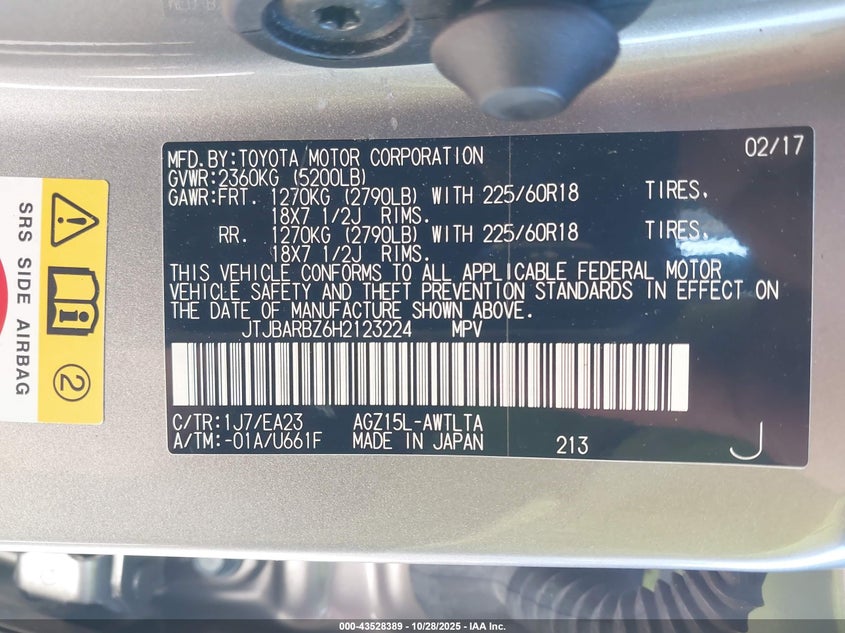 MFD.BY:TOYOTA MOTOR CORPORATION 02/17
GVWR:2360KG (5200LB)
GAWR:FRT. 1270KG (2790LB) WITH 225/60R18 TIRES,
18X7 1/2J RIMS.
RR. 1270KG (2790LB) WITH 225/60R18 TIRES,
18X7 1/2J RIMS.
THIS VEHICLE CONFORMS TO ALL APPLICABLE FEDERAL MOTOR
VEHICLE SAFETY AND THEFT PREVENTION STANDARDS IN EFFECT ON
THE DATE OF MANUFACTURE SHOWN ABOVE.
JTJBARBZ6H2123224 MPV
C/TR:1J7/EA23 AGZ15L-AWTLTA
A/TM:-01A/U661F MADE IN JAPAN 213 J
SRS SIDE AIRBAG
2
000-43528389 - 10/28/2025 - IAA Inc.